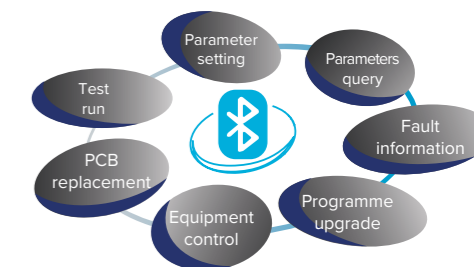 Parameter
setting
Parameters
query
Fault
information
Programme
upgrade
Equipment
control
PCB
replacement
Test
run